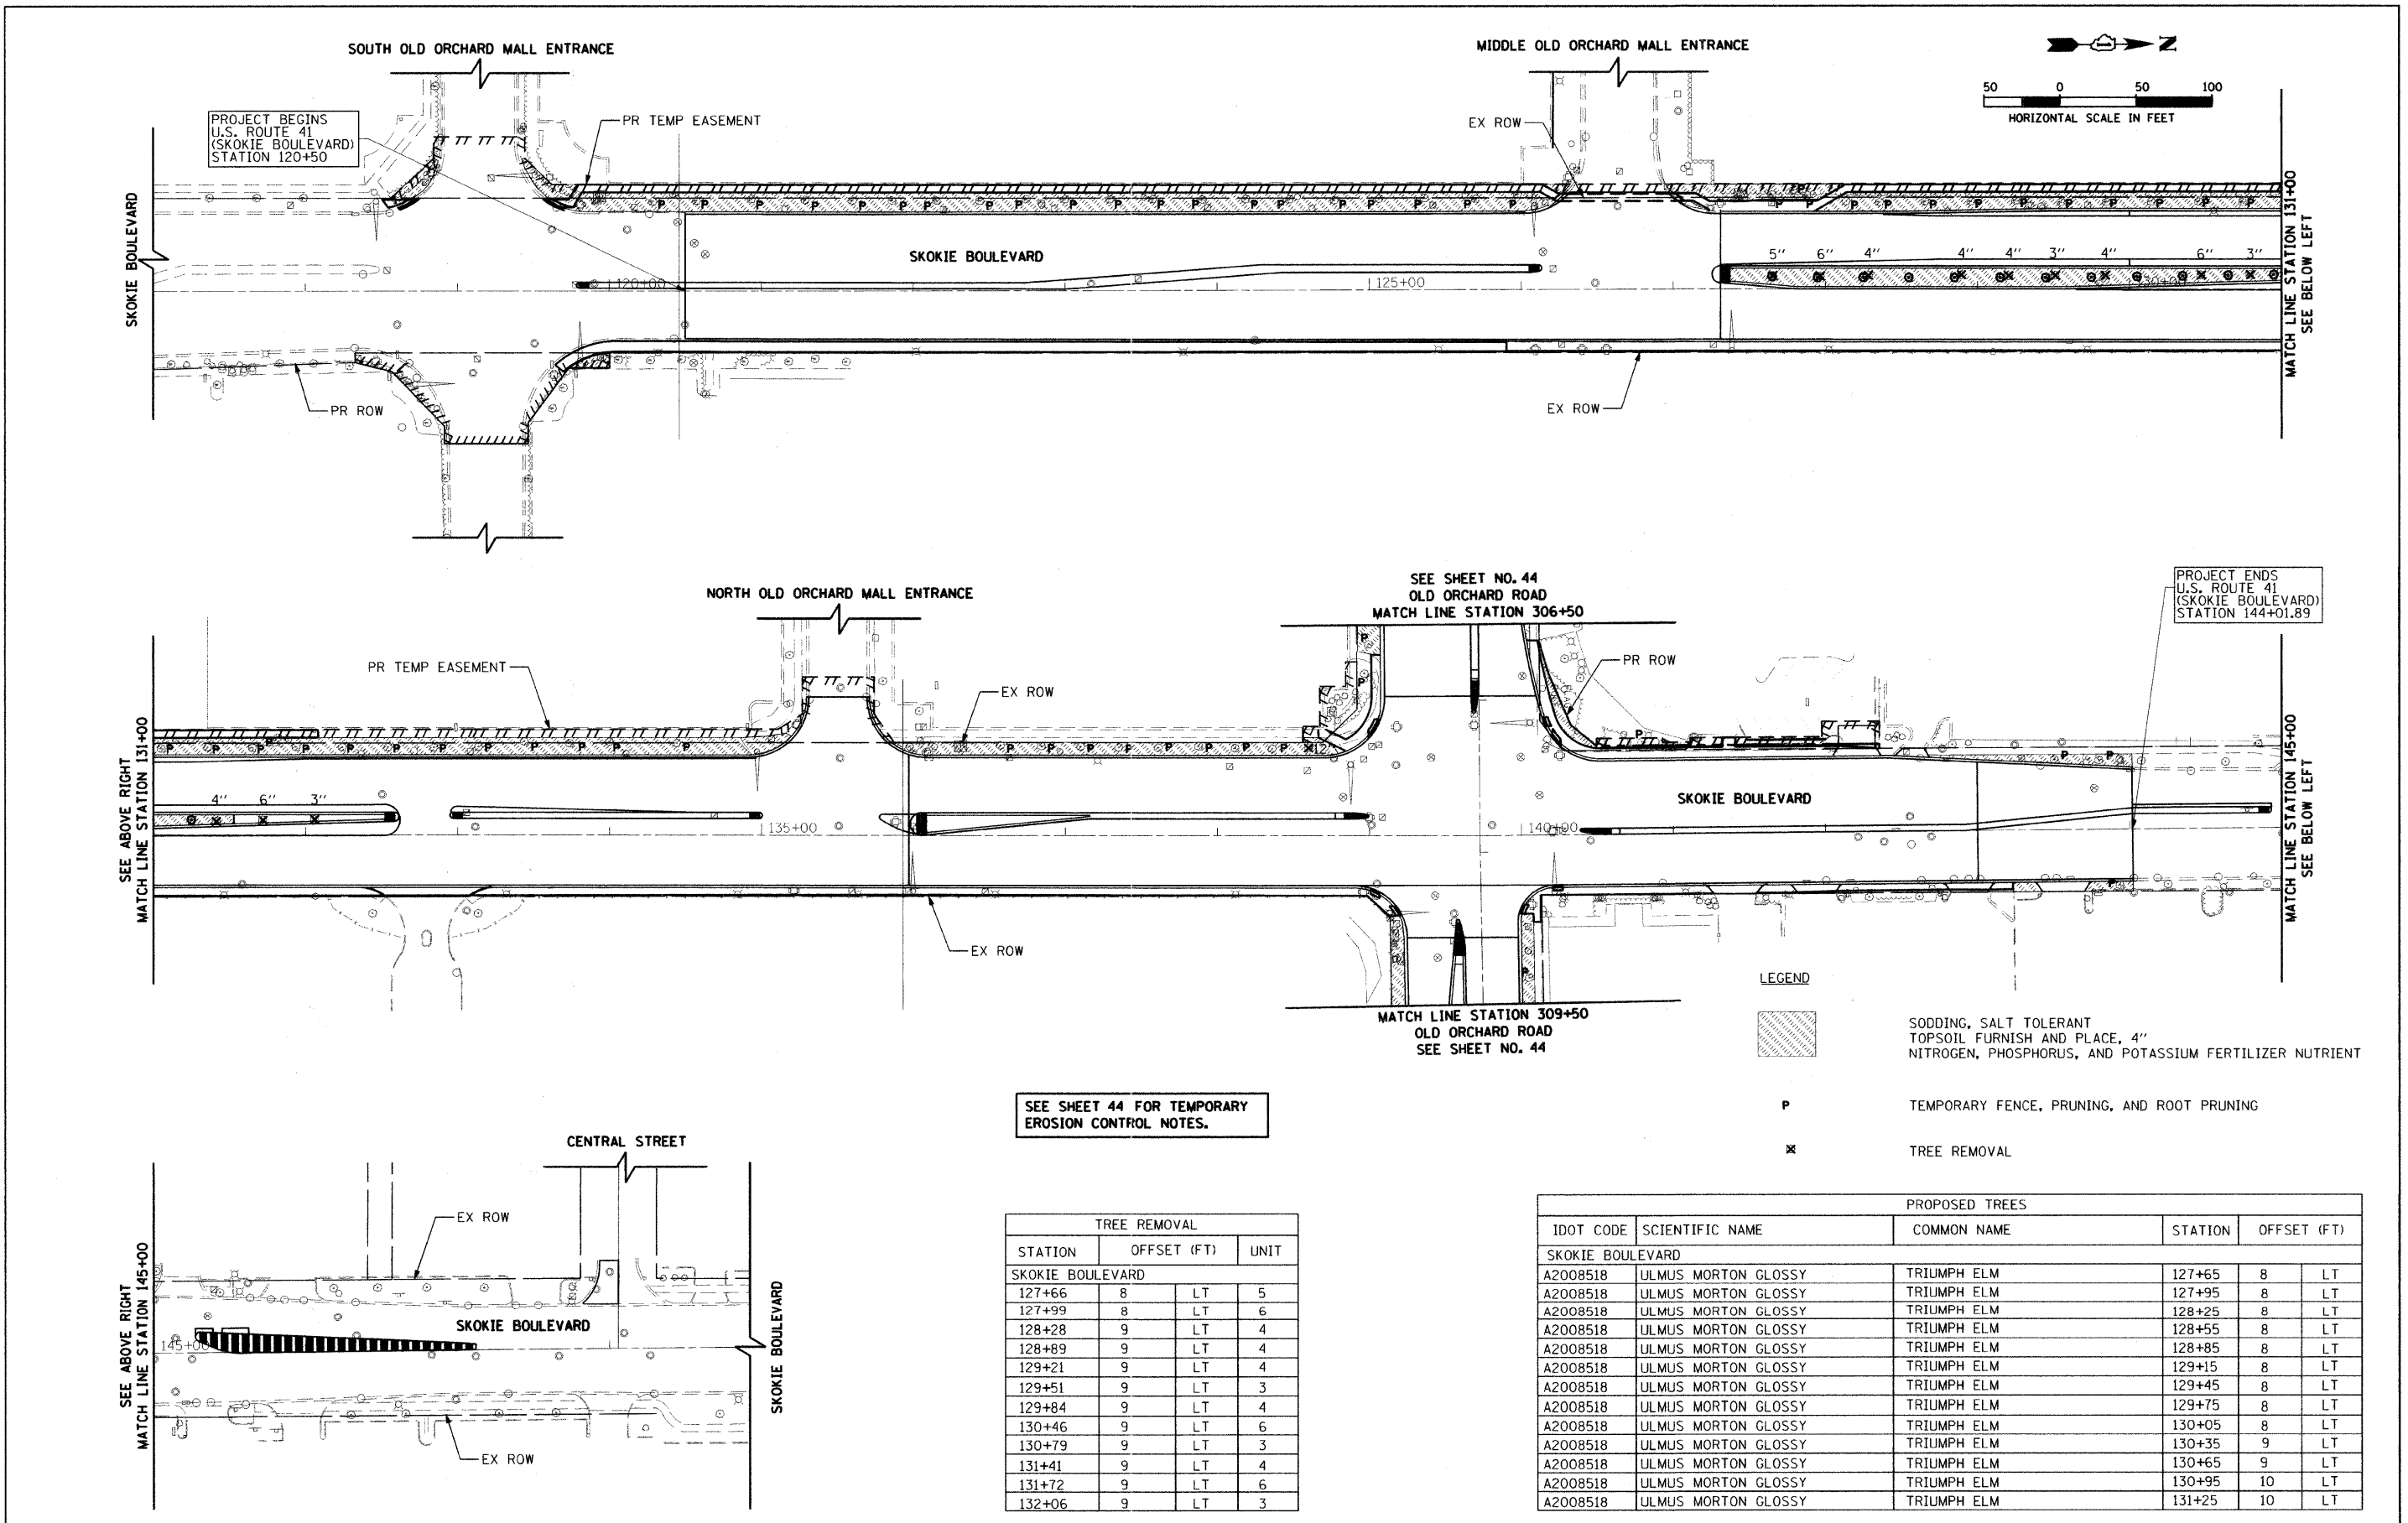 SOUTH OLD ORCHARD MALL ENTRANCE
MIDDLE OLD ORCHARD MALL ENTRANCE
N
50 0 50 100
HORIZONTAL SCALE IN FEET
PROJECT BEGINS
U.S. ROUTE 41
(SKOKIE BOULEVARD)
STATION 120+50
PR TEMP EASEMENT
EX ROW
SKOKIE BOULEVARD
SKOKIE BOULEVARD
120+00
125+00
130+00
5'' 6'' 4'' 4'' 4'' 3'' 4'' 6'' 3''
MATCH LINE STATION 131+00
SEE BELOW LEFT
PR ROW
EX ROW
NORTH OLD ORCHARD MALL ENTRANCE
SEE SHEET NO. 44
OLD ORCHARD ROAD
MATCH LINE STATION 306+50
PROJECT ENDS
U.S. ROUTE 41
(SKOKIE BOULEVARD)
STATION 144+01.89
PR TEMP EASEMENT
EX ROW
PR ROW
SEE ABOVE RIGHT
MATCH LINE STATION 131+00
4'' 6'' 3''
12''
135+00
140+00
SKOKIE BOULEVARD
MATCH LINE STATION 145+00
SEE BELOW LEFT
EX ROW
MATCH LINE STATION 309+50
OLD ORCHARD ROAD
SEE SHEET NO. 44
LEGEND
SODDING, SALT TOLERANT
TOPSOIL FURNISH AND PLACE, 4''
NITROGEN, PHOSPHORUS, AND POTASSIUM FERTILIZER NUTRIENT
P TEMPORARY FENCE, PRUNING, AND ROOT PRUNING
TREE REMOVAL
SEE SHEET 44 FOR TEMPORARY
EROSION CONTROL NOTES.
CENTRAL STREET
EX ROW
SEE ABOVE RIGHT
MATCH LINE STATION 145+00
145+00
SKOKIE BOULEVARD
SKOKIE BOULEVARD
EX ROW
TREE REMOVAL
STATION OFFSET (FT) UNIT
SKOKIE BOULEVARD
127+66 8 LT 5
127+99 8 LT 6
128+28 9 LT 4
128+89 9 LT 4
129+21 9 LT 4
129+51 9 LT 3
129+84 9 LT 4
130+46 9 LT 6
130+79 9 LT 3
131+41 9 LT 4
131+72 9 LT 6
132+06 9 LT 3
PROPOSED TREES
IDOT CODE SCIENTIFIC NAME COMMON NAME STATION OFFSET (FT)
SKOKIE BOULEVARD
A2008518 ULMUS MORTON GLOSSY TRIUMPH ELM 127+65 8 LT
A2008518 ULMUS MORTON GLOSSY TRIUMPH ELM 127+95 8 LT
A2008518 ULMUS MORTON GLOSSY TRIUMPH ELM 128+25 8 LT
A2008518 ULMUS MORTON GLOSSY TRIUMPH ELM 128+55 8 LT
A2008518 ULMUS MORTON GLOSSY TRIUMPH ELM 128+85 8 LT
A2008518 ULMUS MORTON GLOSSY TRIUMPH ELM 129+15 8 LT
A2008518 ULMUS MORTON GLOSSY TRIUMPH ELM 129+45 8 LT
A2008518 ULMUS MORTON GLOSSY TRIUMPH ELM 129+75 8 LT
A2008518 ULMUS MORTON GLOSSY TRIUMPH ELM 130+05 8 LT
A2008518 ULMUS MORTON GLOSSY TRIUMPH ELM 130+35 9 LT
A2008518 ULMUS MORTON GLOSSY TRIUMPH ELM 130+65 9 LT
A2008518 ULMUS MORTON GLOSSY TRIUMPH ELM 130+95 10 LT
A2008518 ULMUS MORTON GLOSSY TRIUMPH ELM 131+25 10 LT